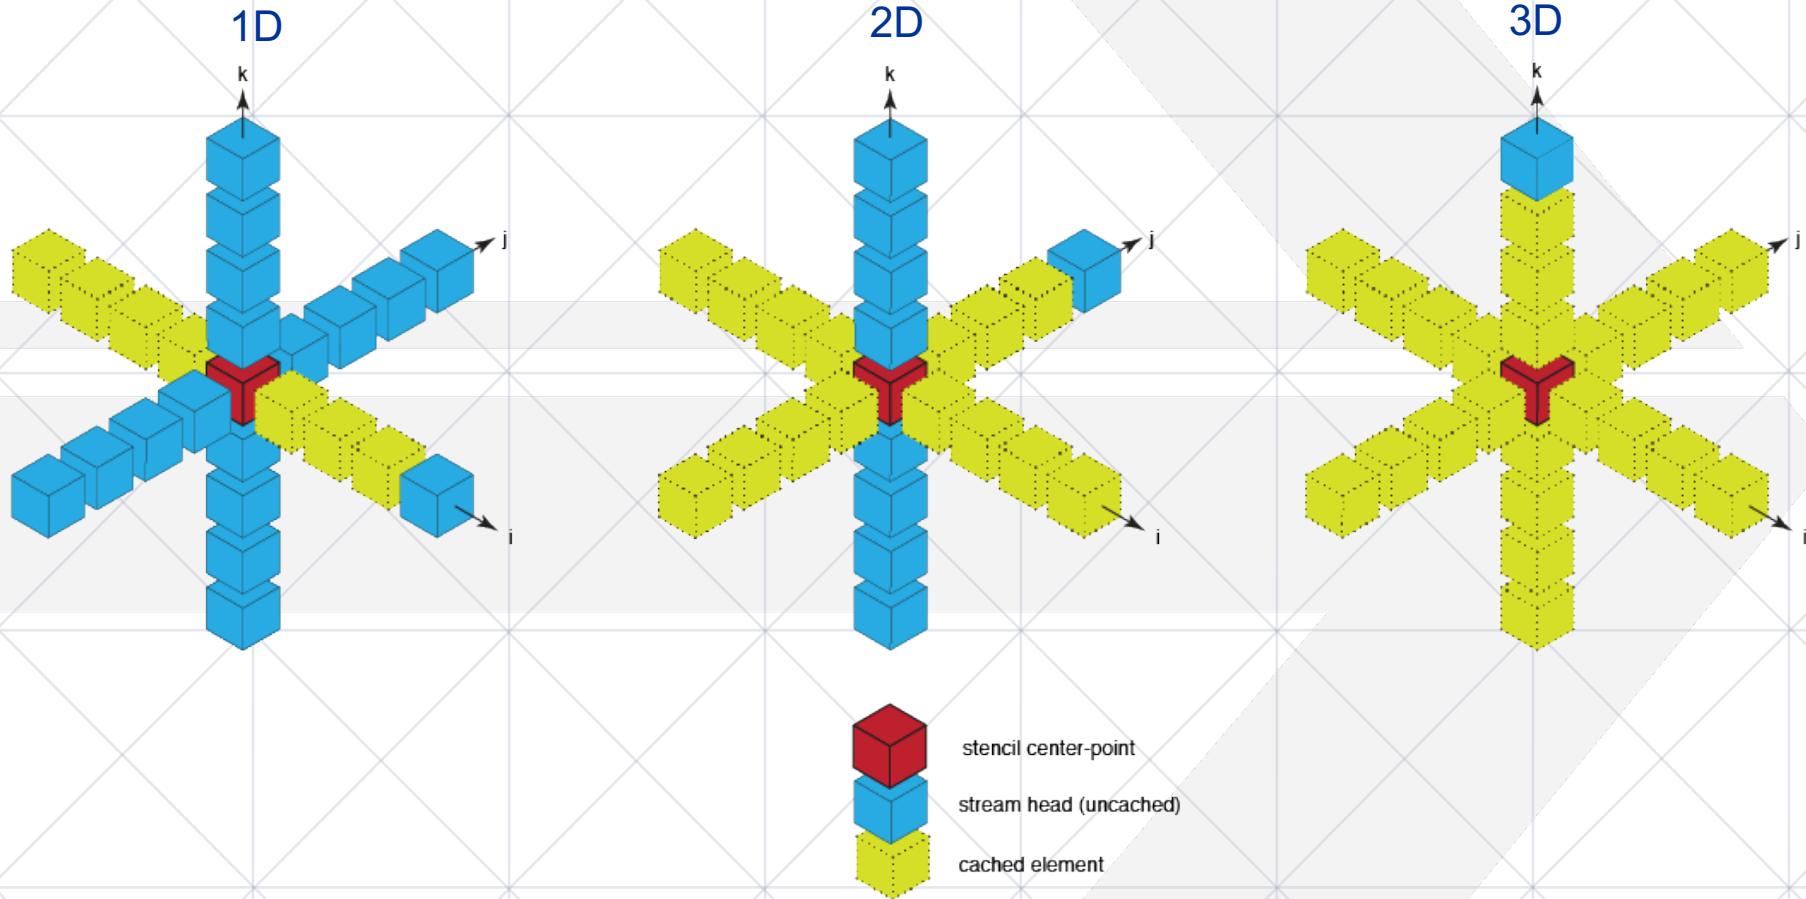 1D
2D
3D
k
k
k
j
j
j
i
i
i
stencil center-point
stream head (uncached)
cached element